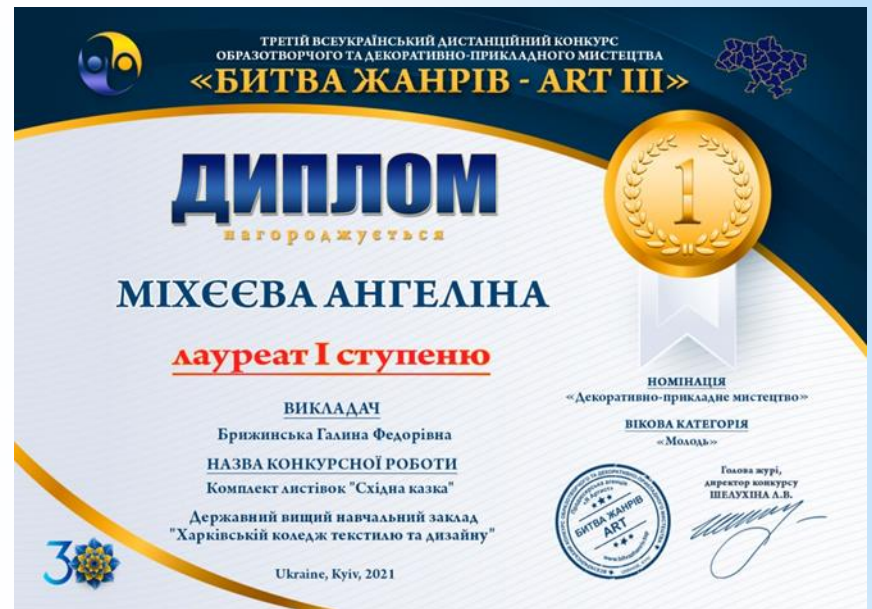 ТРЕТІЙ ВСЕУКРАЇНСЬКИЙ ДИСТАНЦІЙНИЙ КОНКУРС
ОБРАЗОТВОРЧОГО ТА ДЕКОРАТИВНО-ПРИКЛАДНОГО МИСТЕЦТВА
«БИТВА ЖАНРІВ - ART III»
1
ДИПЛОМ
нагороджується
МІХЄЄВА АНГЕЛІНА
лауреат I ступеню
ВИКЛАДАЧ
Брижинська Галина Федорівна
НАЗВА КОНКУРСНОЇ РОБОТИ
Комплект листівок "Східна казка"
Державний вищий навчальний заклад
"Харківській коледж текстилю та дизайну"
Ukraine, Kyiv, 2021
НОМІНАЦІЯ
«Декоративно-прикладне мистецтво»
ВІКОВА КАТЕГОРІЯ
«Молодь»
Голова журі,
директор конкурсу
ШЕЛУХІНА Л.В.
БИТВА ЖАНРІВ
ART
30